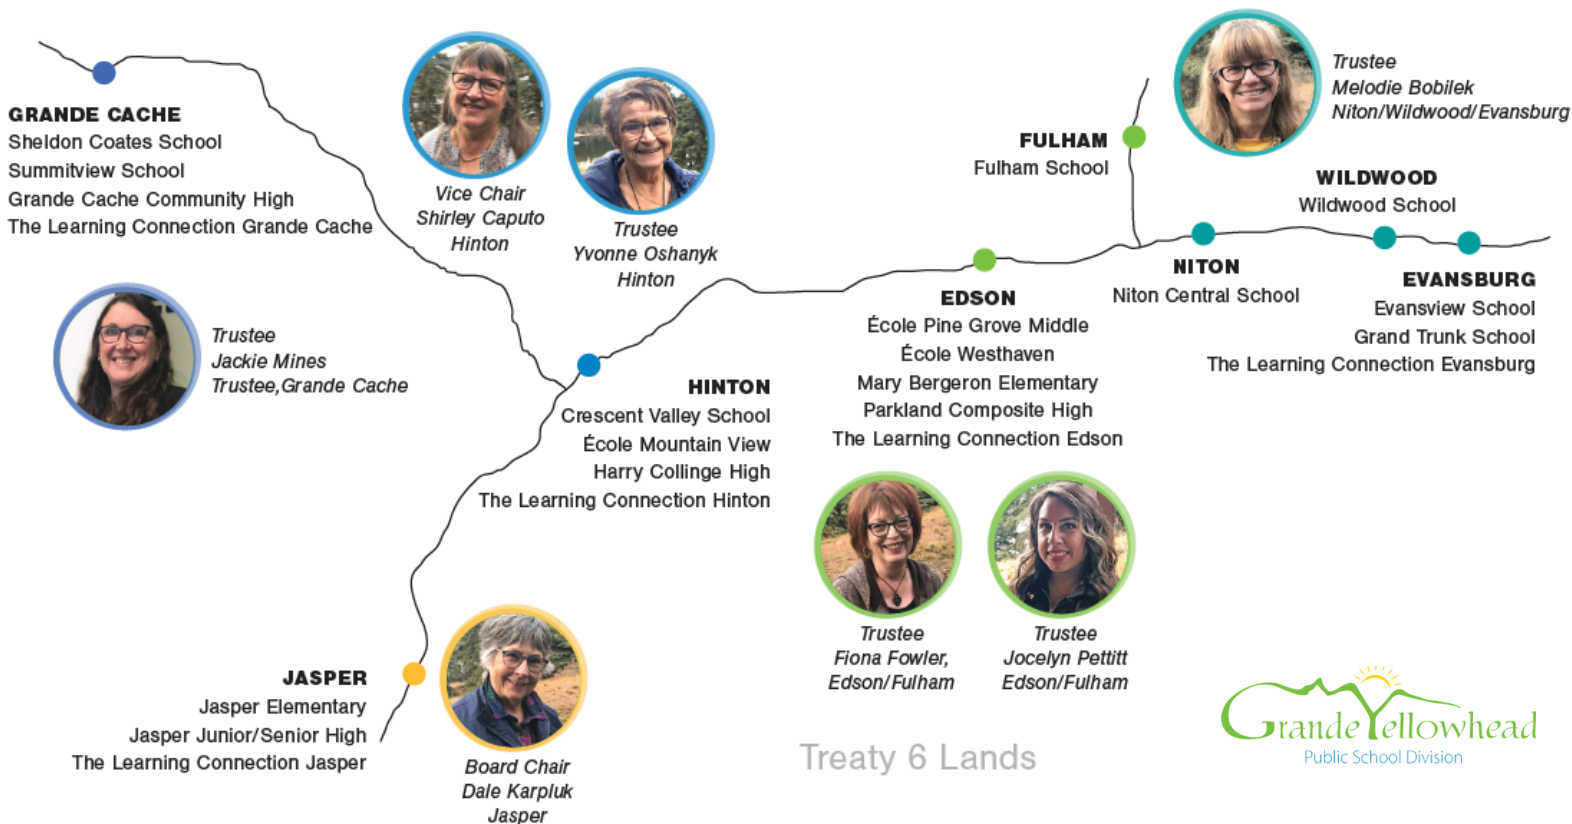 GRANDE CACHE
Sheldon Coates School
Summitview School
Grande Cache Community High
The Learning Connection Grande Cache
Vice Chair
Shirley Caputo
Hinton
Trustee
Yvonne Oshanyk
Hinton
Trustee
Melodie Bobilek
Niton/Wildwood/Evansburg
FULHAM
Fulham School
WILDWOOD
Wildwood School
NITON
Niton Central School
EVANSBURG
Evansview School
Grand Trunk School
The Learning Connection Evansburg
EDSON
École Pine Grove Middle
École Westhaven
Mary Bergeron Elementary
Parkland Composite High
The Learning Connection Edson
Trustee
Jackie Mines
Trustee,Grande Cache
HINTON
Crescent Valley School
École Mountain View
Harry Collinge High
The Learning Connection Hinton
Trustee
Fiona Fowler,
Edson/Fulham
Trustee
Jocelyn Pettitt
Edson/Fulham
JASPER
Jasper Elementary
Jasper Junior/Senior High
The Learning Connection Jasper
Board Chair
Dale Karpluk
Jasper
Treaty 6 Lands
Grande Yellowhead
Public School Division